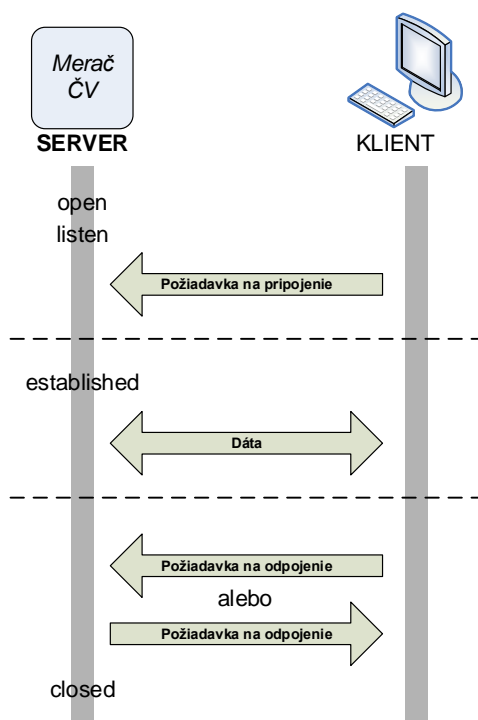 Merač
ČV
SERVER
KLIENT
open
listen
Požiadavka na pripojenie
established
Dáta
Požiadavka na odpojenie
alebo
Požiadavka na odpojenie
closed